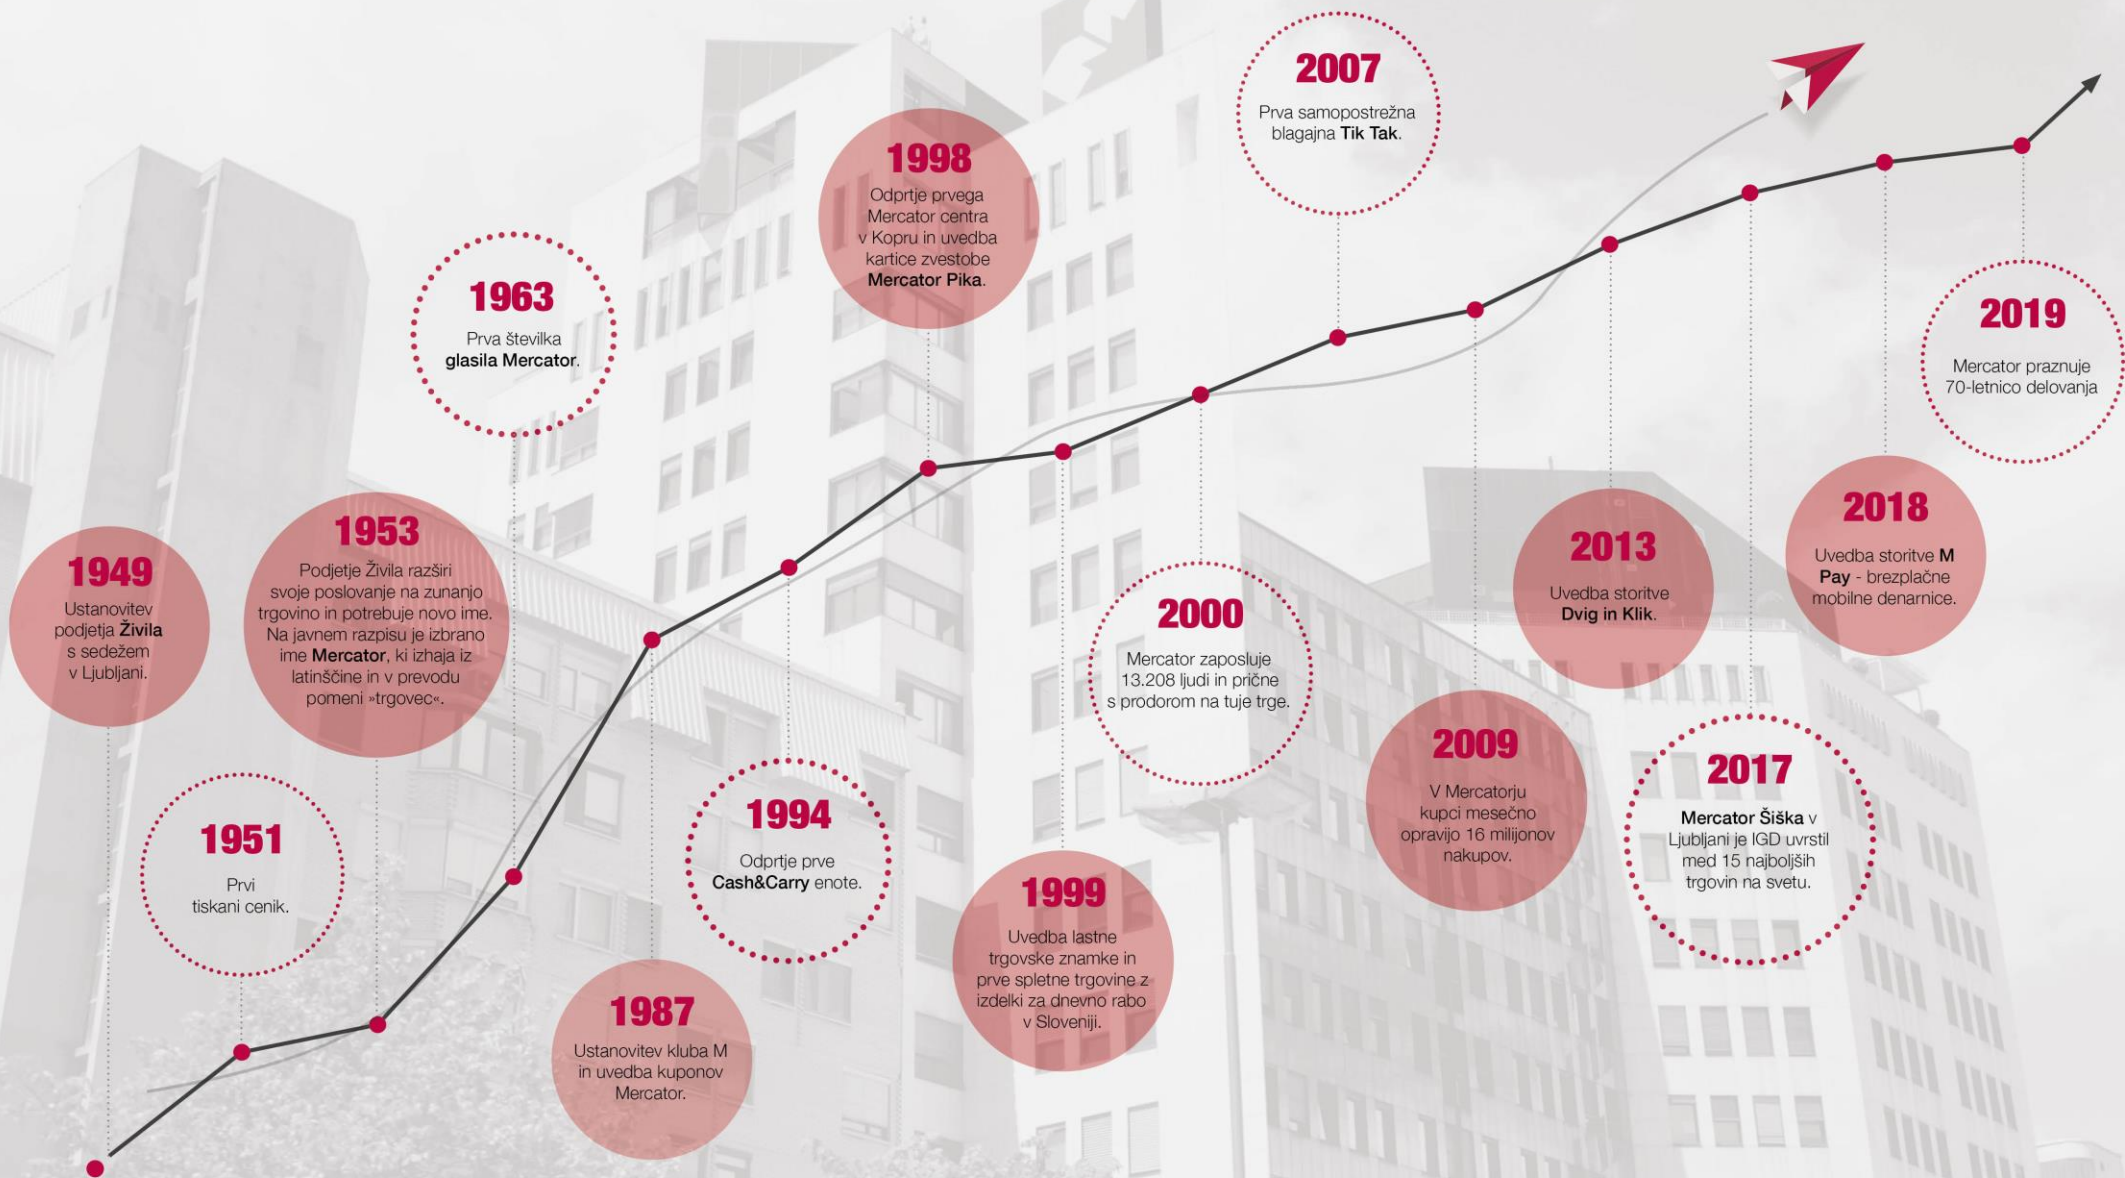 1949
Ustanovitev
podjetja Živila
s sedežem
v Ljubljani.
1951
Prvi
tiskani cenik.
1953
Podjetje Živila razširi
svoje poslovanje na zunanjo
trgovino in potrebuje novo ime.
Na javnem razpisu je izbrano
ime Mercator, ki izhaja iz
latinščine in v prevodu
pomeni »trgovec«.
1963
Prva številka
glasila Mercator.
1987
Ustanovitev kluba M
in uvedba kuponov
Mercator.
1994
Odprtje prve
Cash&Carry enote.
1998
Odprtje prvega
Mercator centra
v Kopru in uvedba
kartice zvestobe
Mercator Pika.
1999
Uvedba lastne
trgovske znamke in
prve spletne trgovine z
izdelki za dnevno rabo
v Sloveniji.
2000
Mercator zaposluje
13.208 ljudi in prične
s prodorom na tuje trge.
2007
Prva samopostrežna
blagajna Tik Tak.
2009
V Mercatorju
kupci mesečno
opravijo 16 milijonov
nakupov.
2013
Uvedba storitve
Dvig in Klik.
2017
Mercator Šiška v
Ljubljani je IGD uvrstil
med 15 najboljših
trgovin na svetu.
2018
Uvedba storitve M
Pay - brezplačne
mobilne denarnice.
2019
Mercator praznuje
70-letnico delovanja